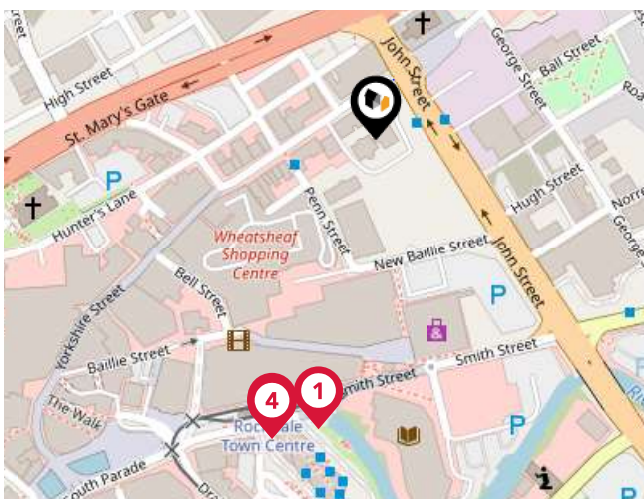 High Street
St. Mary's Gate
John Street
George Street
Ball Street
P
Hunter's Lane
Penn Street
Hugh Street
Wheatsheaf
Shopping
Centre
New Baillie Street
John Street
Bell Street
P
Yorkshire Street
&
Baillie Street
Smith Street
Smith Street
The Walk
4
1
Town Centre
P
South Parade
i